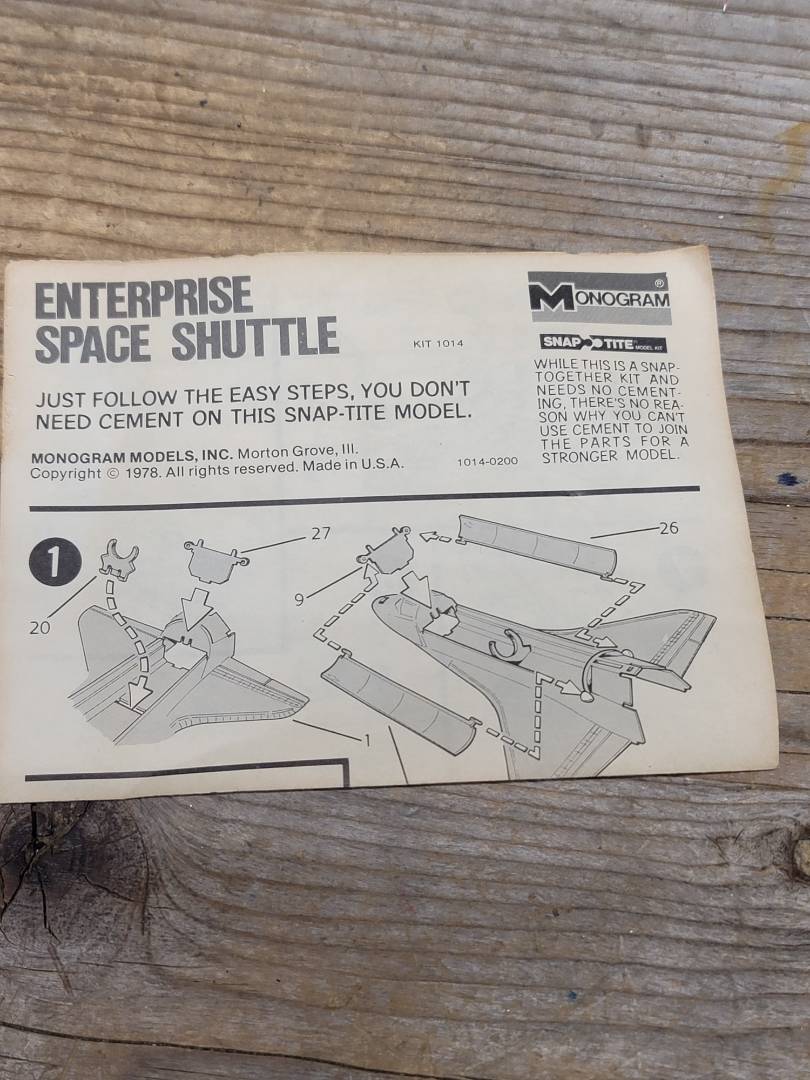 ENTERPRISE
SPACE SHUTTLE
KIT 1014
JUST FOLLOW THE EASY STEPS, YOU DON'T
NEED CEMENT ON THIS SNAP-TITE MODEL.
MONOGRAM MODELS, INC. Morton Grove, Ill.
Copyright © 1978. All rights reserved. Made in U.S.A.
1014-0200
MONOGRAM®
SNAP TITE® MODEL KIT
WHILE THIS IS A SNAP-
TOGETHER KIT AND
NEEDS NO CEMENT-
ING, THERE'S NO REA-
SON WHY YOU CAN'T
USE CEMENT TO JOIN
THE PARTS FOR A
STRONGER MODEL.
1
20
27
1
9
26